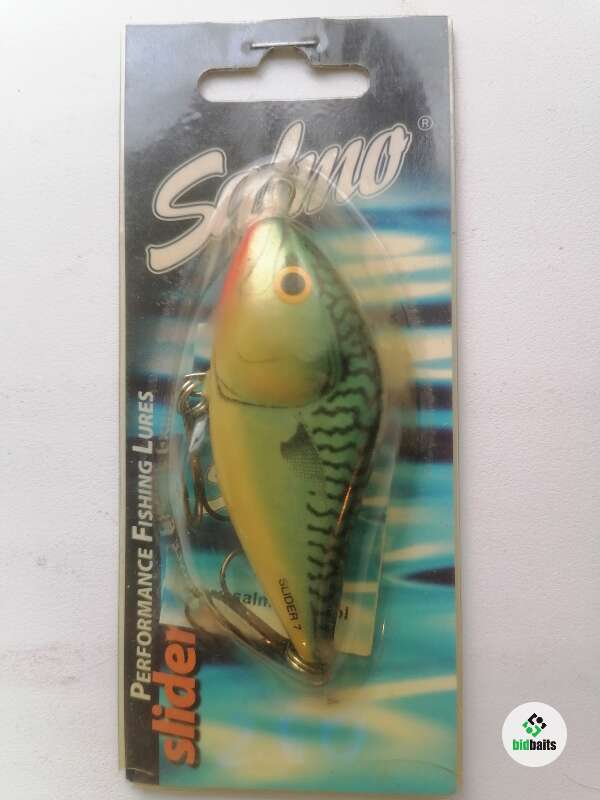 Salmo®
PERFORMANCE FISHING LURES
slider
SLIDER 7
bidbaits